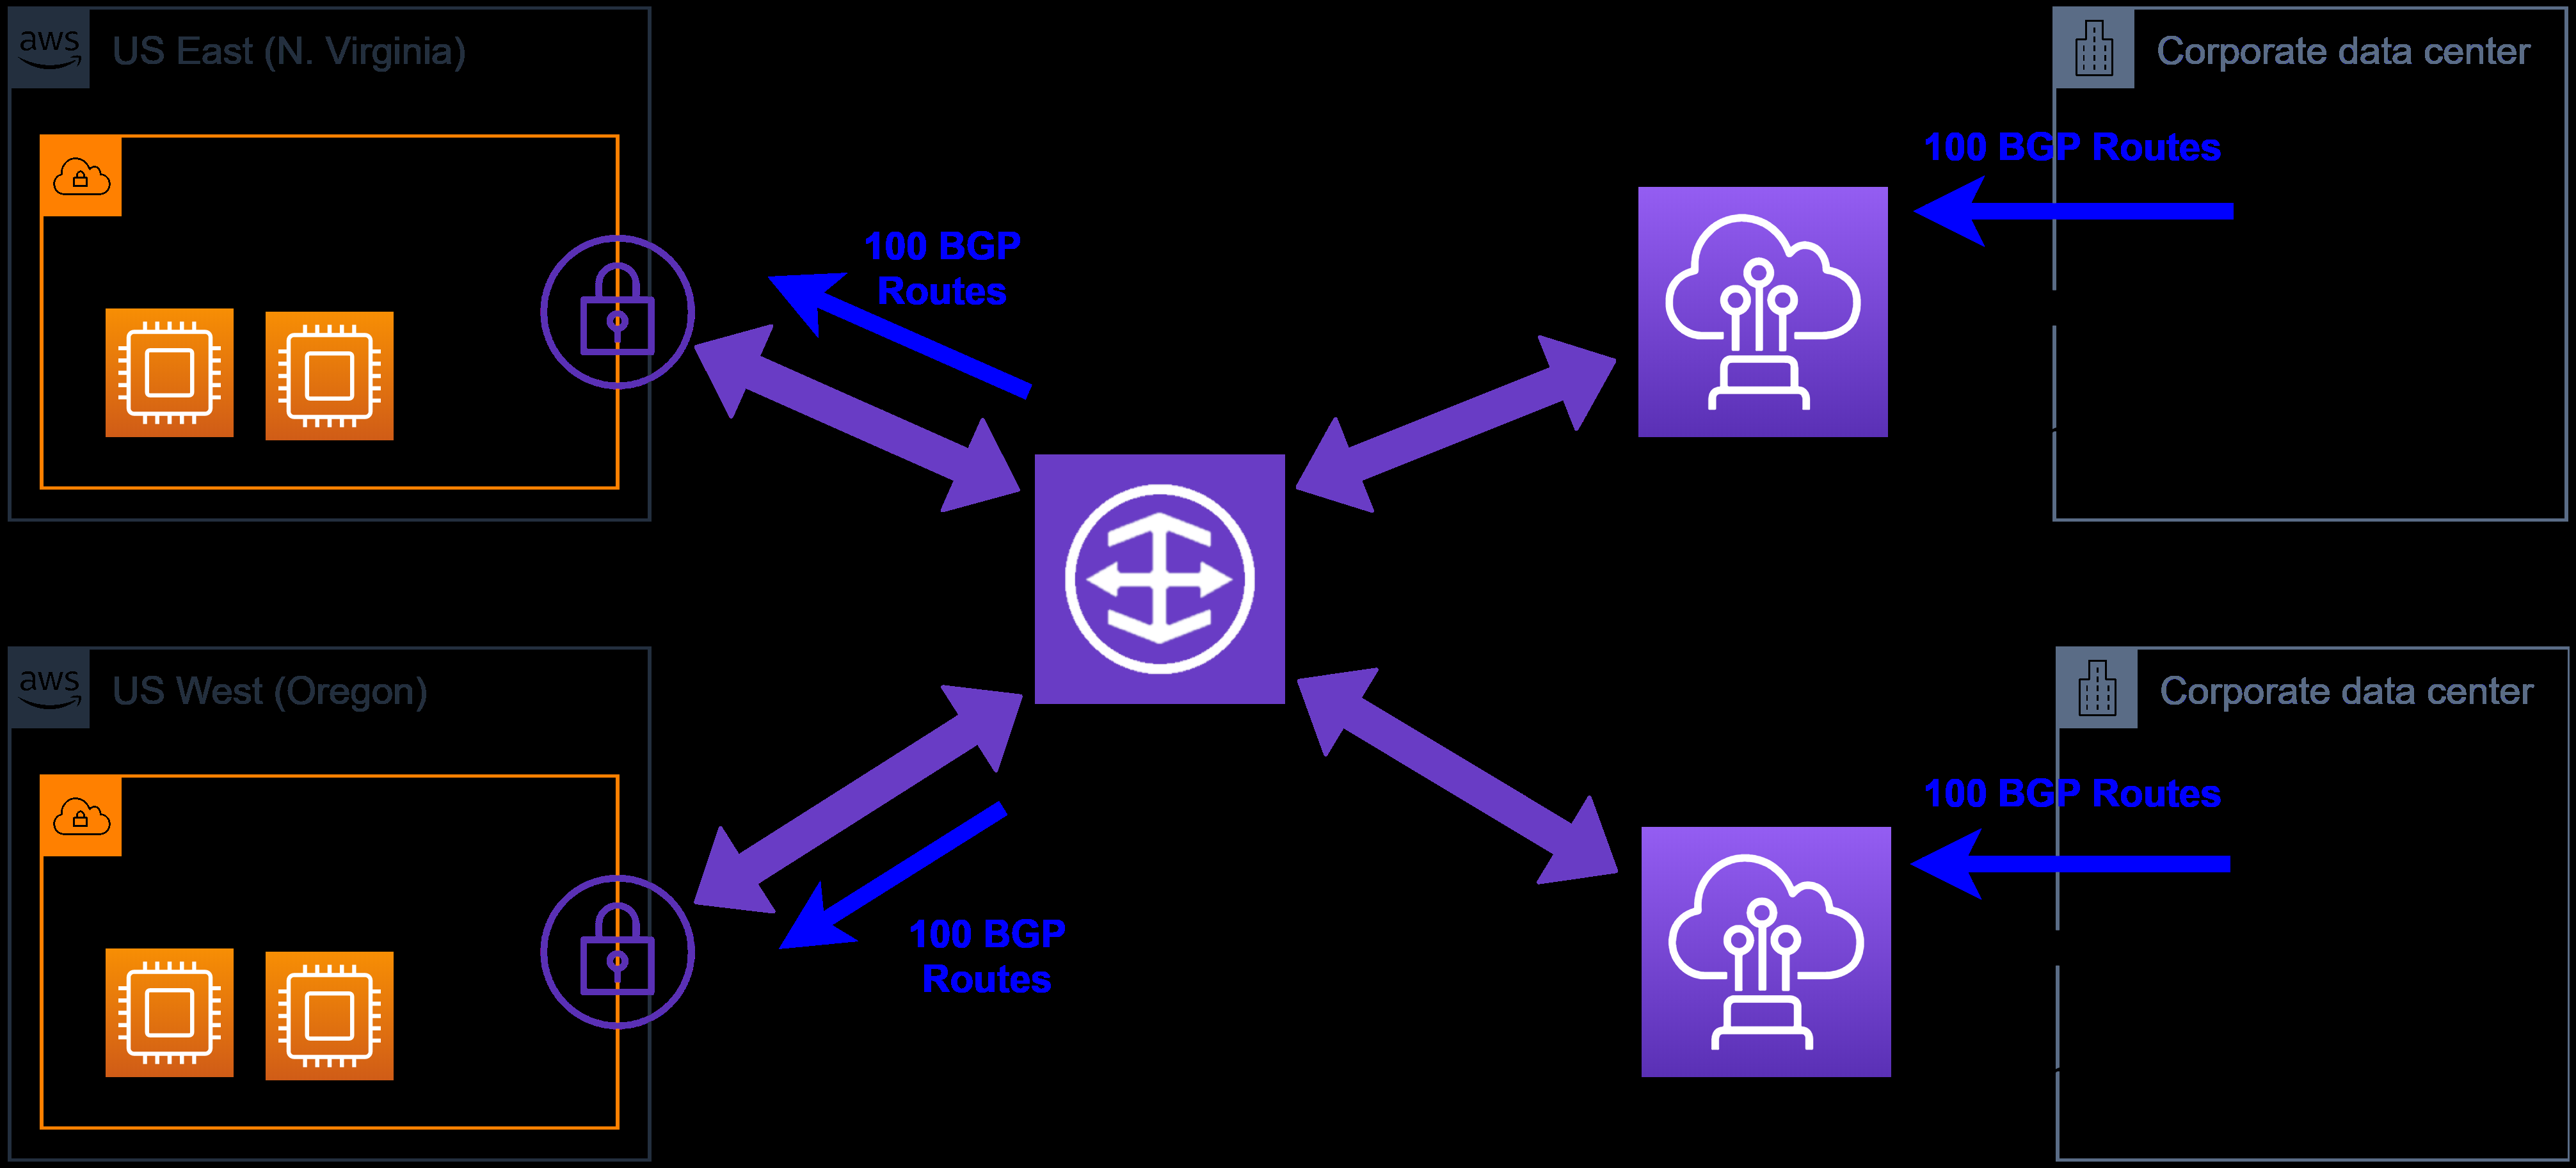 aws
US East (N. Virginia)
Corporate data center
100 BGP Routes
100 BGP
Routes
aws
US West (Oregon)
Corporate data center
100 BGP Routes
100 BGP
Routes